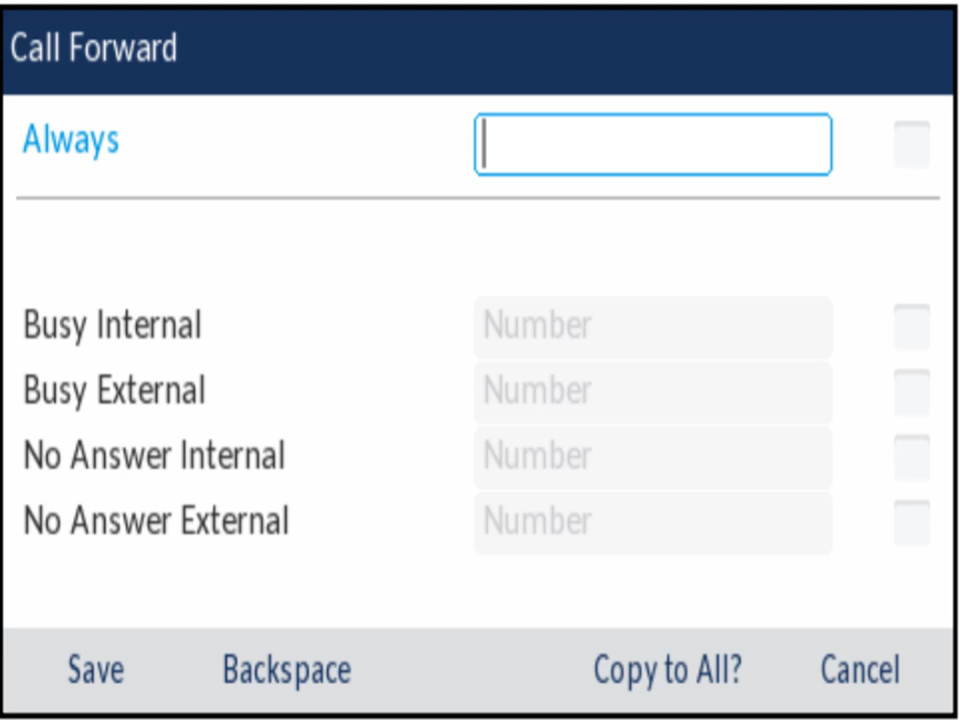 Call Forward
Always
Busy Internal Number
Busy External Number
No Answer Internal Number
No Answer External Number
Save Backspace Copy to All? Cancel